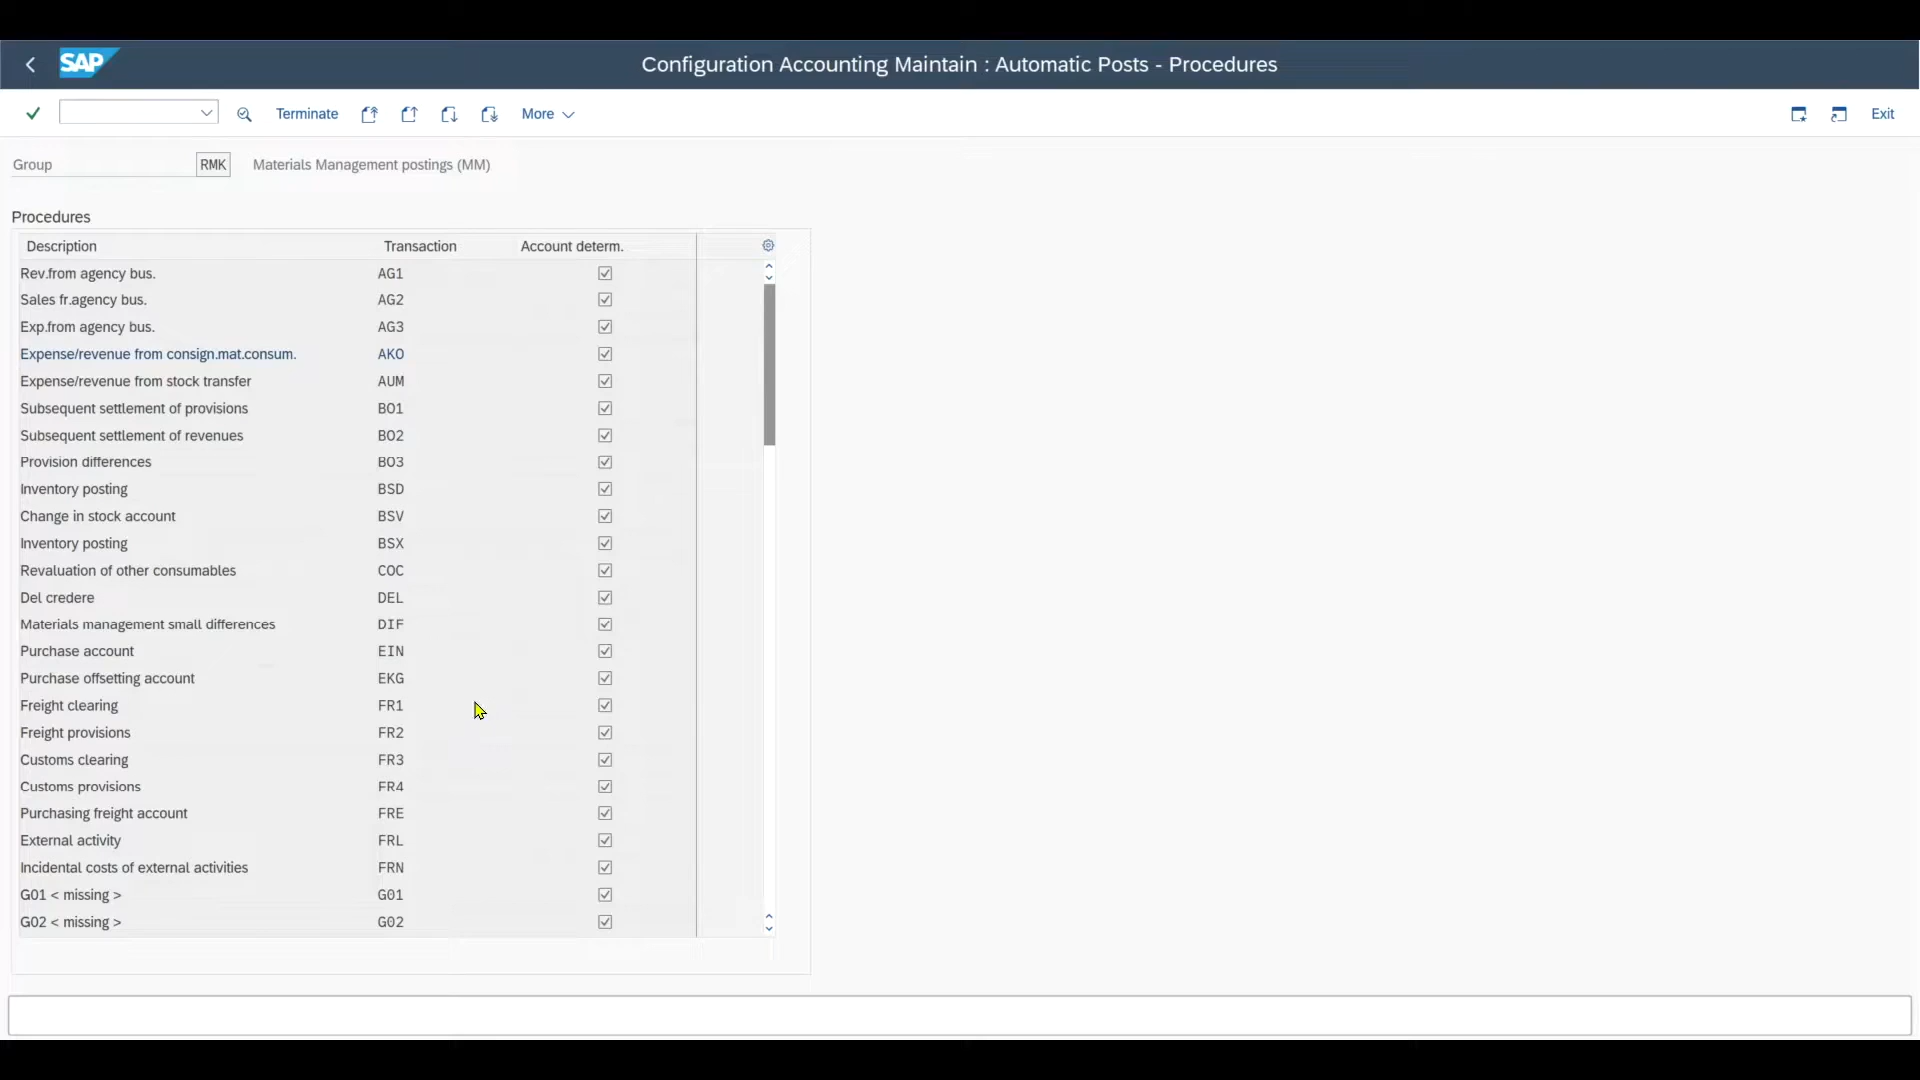 SAP
Configuration Accounting Maintain : Automatic Posts - Procedures
Terminate More Exit
Group RMK Materials Management postings (MM)
Procedures
Description Transaction Account determ.
Rev.from agency bus. AG1
Sales fr.agency bus. AG2
Exp.from agency bus. AG3
Expense/revenue from consign.mat.consum. AKO
Expense/revenue from stock transfer AUM
Subsequent settlement of provisions BO1
Subsequent settlement of revenues BO2
Provision differences BO3
Inventory posting BSD
Change in stock account BSV
Inventory posting BSX
Revaluation of other consumables COC
Del credere DEL
Materials management small differences DIF
Purchase account EIN
Purchase offsetting account EKG
Freight clearing FR1
Freight provisions FR2
Customs clearing FR3
Customs provisions FR4
Purchasing freight account FRE
External activity FRL
Incidental costs of external activities FRN
G01 < missing > G01
G02 < missing > G02